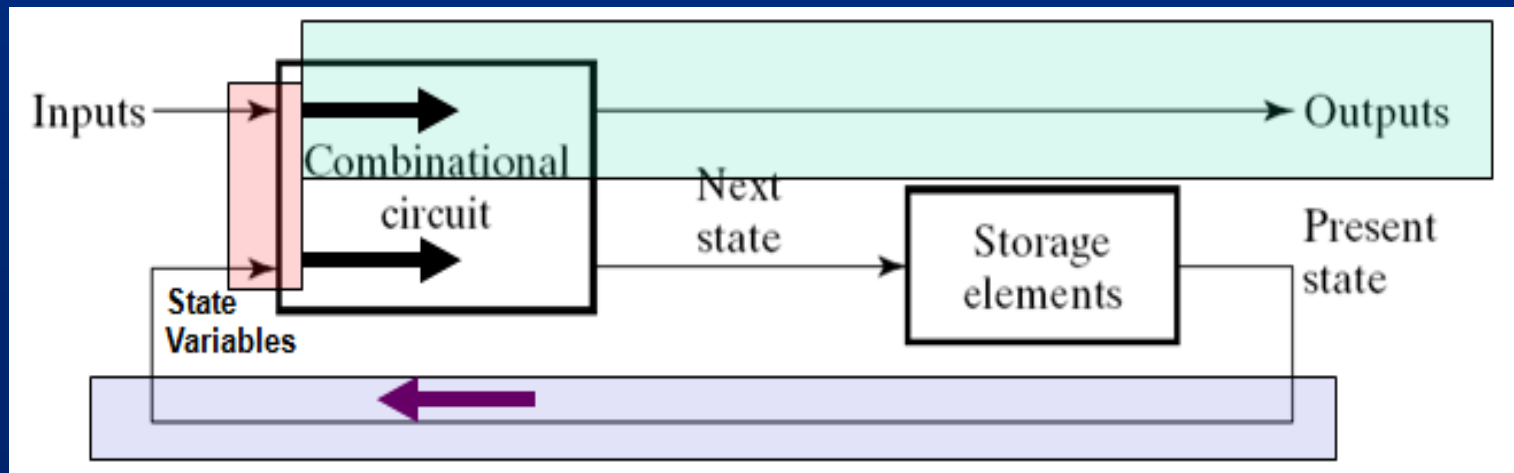 Inputs
Combinational
circuit
State
Variables
Next
state
Storage
elements
Outputs
Present
state